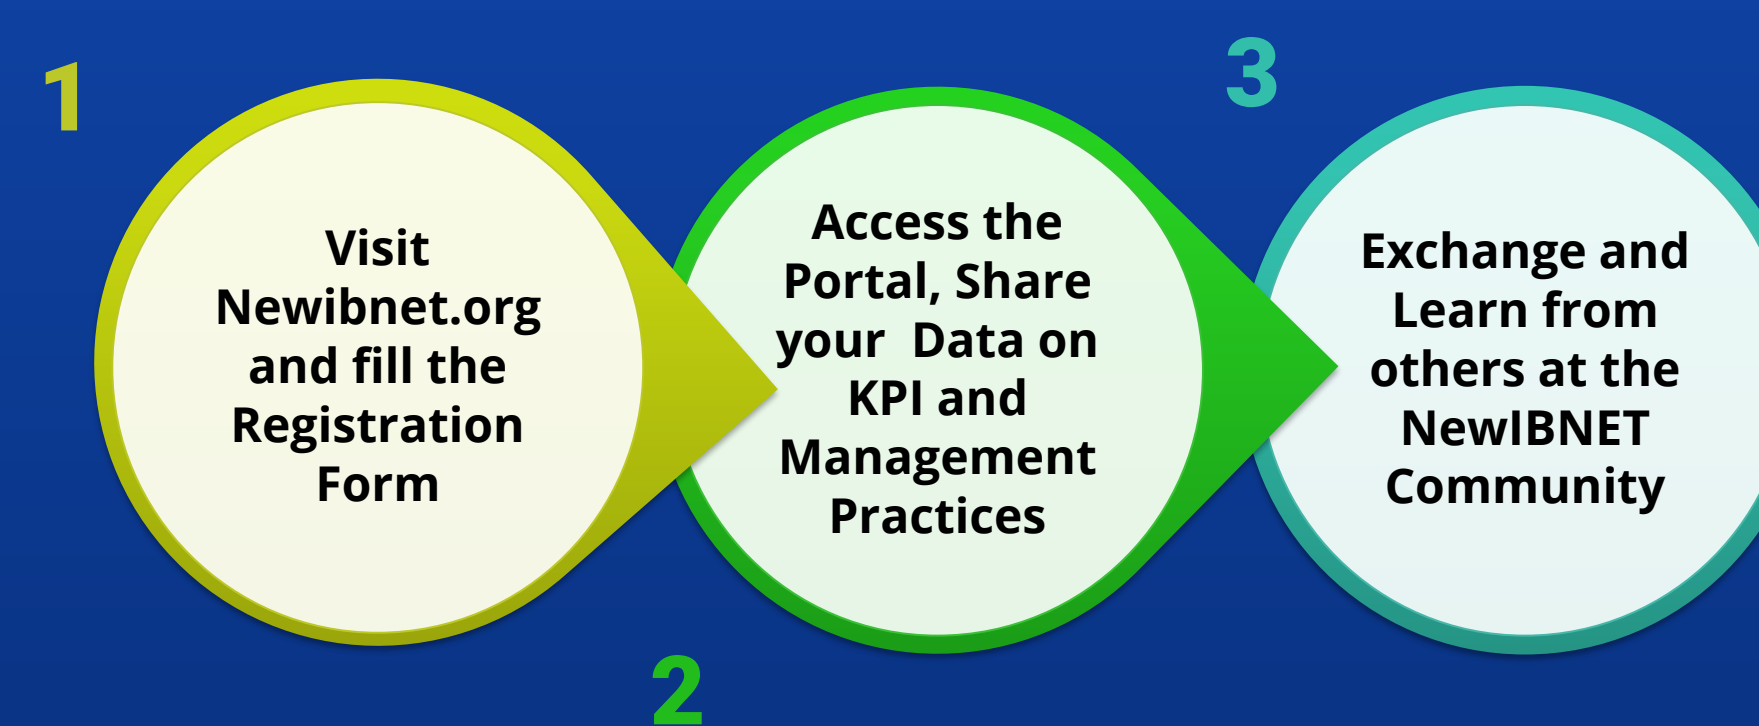 1
Visit
Newibnet.org
and fill the
Registration
Form
2
Access the
Portal, Share
your  Data on
KPI and
Management
Practices
3
Exchange and
Learn from
others at the
NewIBNET
Community